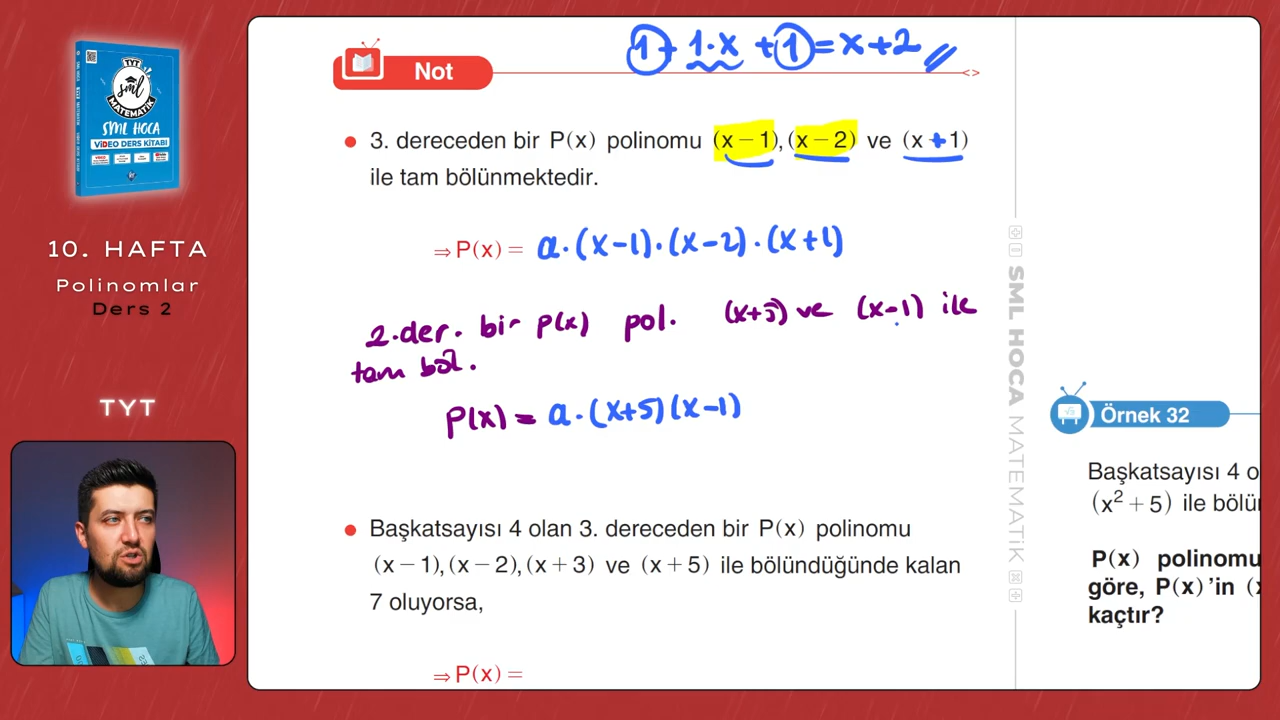 1+ 1·x + 1 = x+2
Not
3. dereceden bir P(x) polinomu (x − 1), (x − 2) ve (x + 1)
ile tam bölünmektedir.
⇒ P(x) = a·(x−1)·(x−2)·(x+1)
2.der. bir p(x) pol. (x+5) ve (x−1) ile
tam böl.
p(x) = a·(x+5)(x−1)
Başkatsayısı 4 olan 3. dereceden bir P(x) polinomu
(x − 1), (x − 2), (x + 3) ve (x + 5) ile bölündüğünde kalan
7 oluyorsa,
⇒ P(x) =
TYT
sml
MATEMATİK
SML HOCA
VİDEO DERS KİTABI
10. HAFTA
Polinomlar
Ders 2
TYT
SML HOCA MATEMATİK
Örnek 32
Başkatsayısı 4 o
(x² + 5) ile bölü
P(x) polinomu
göre, P(x)'in (
kaçtır?